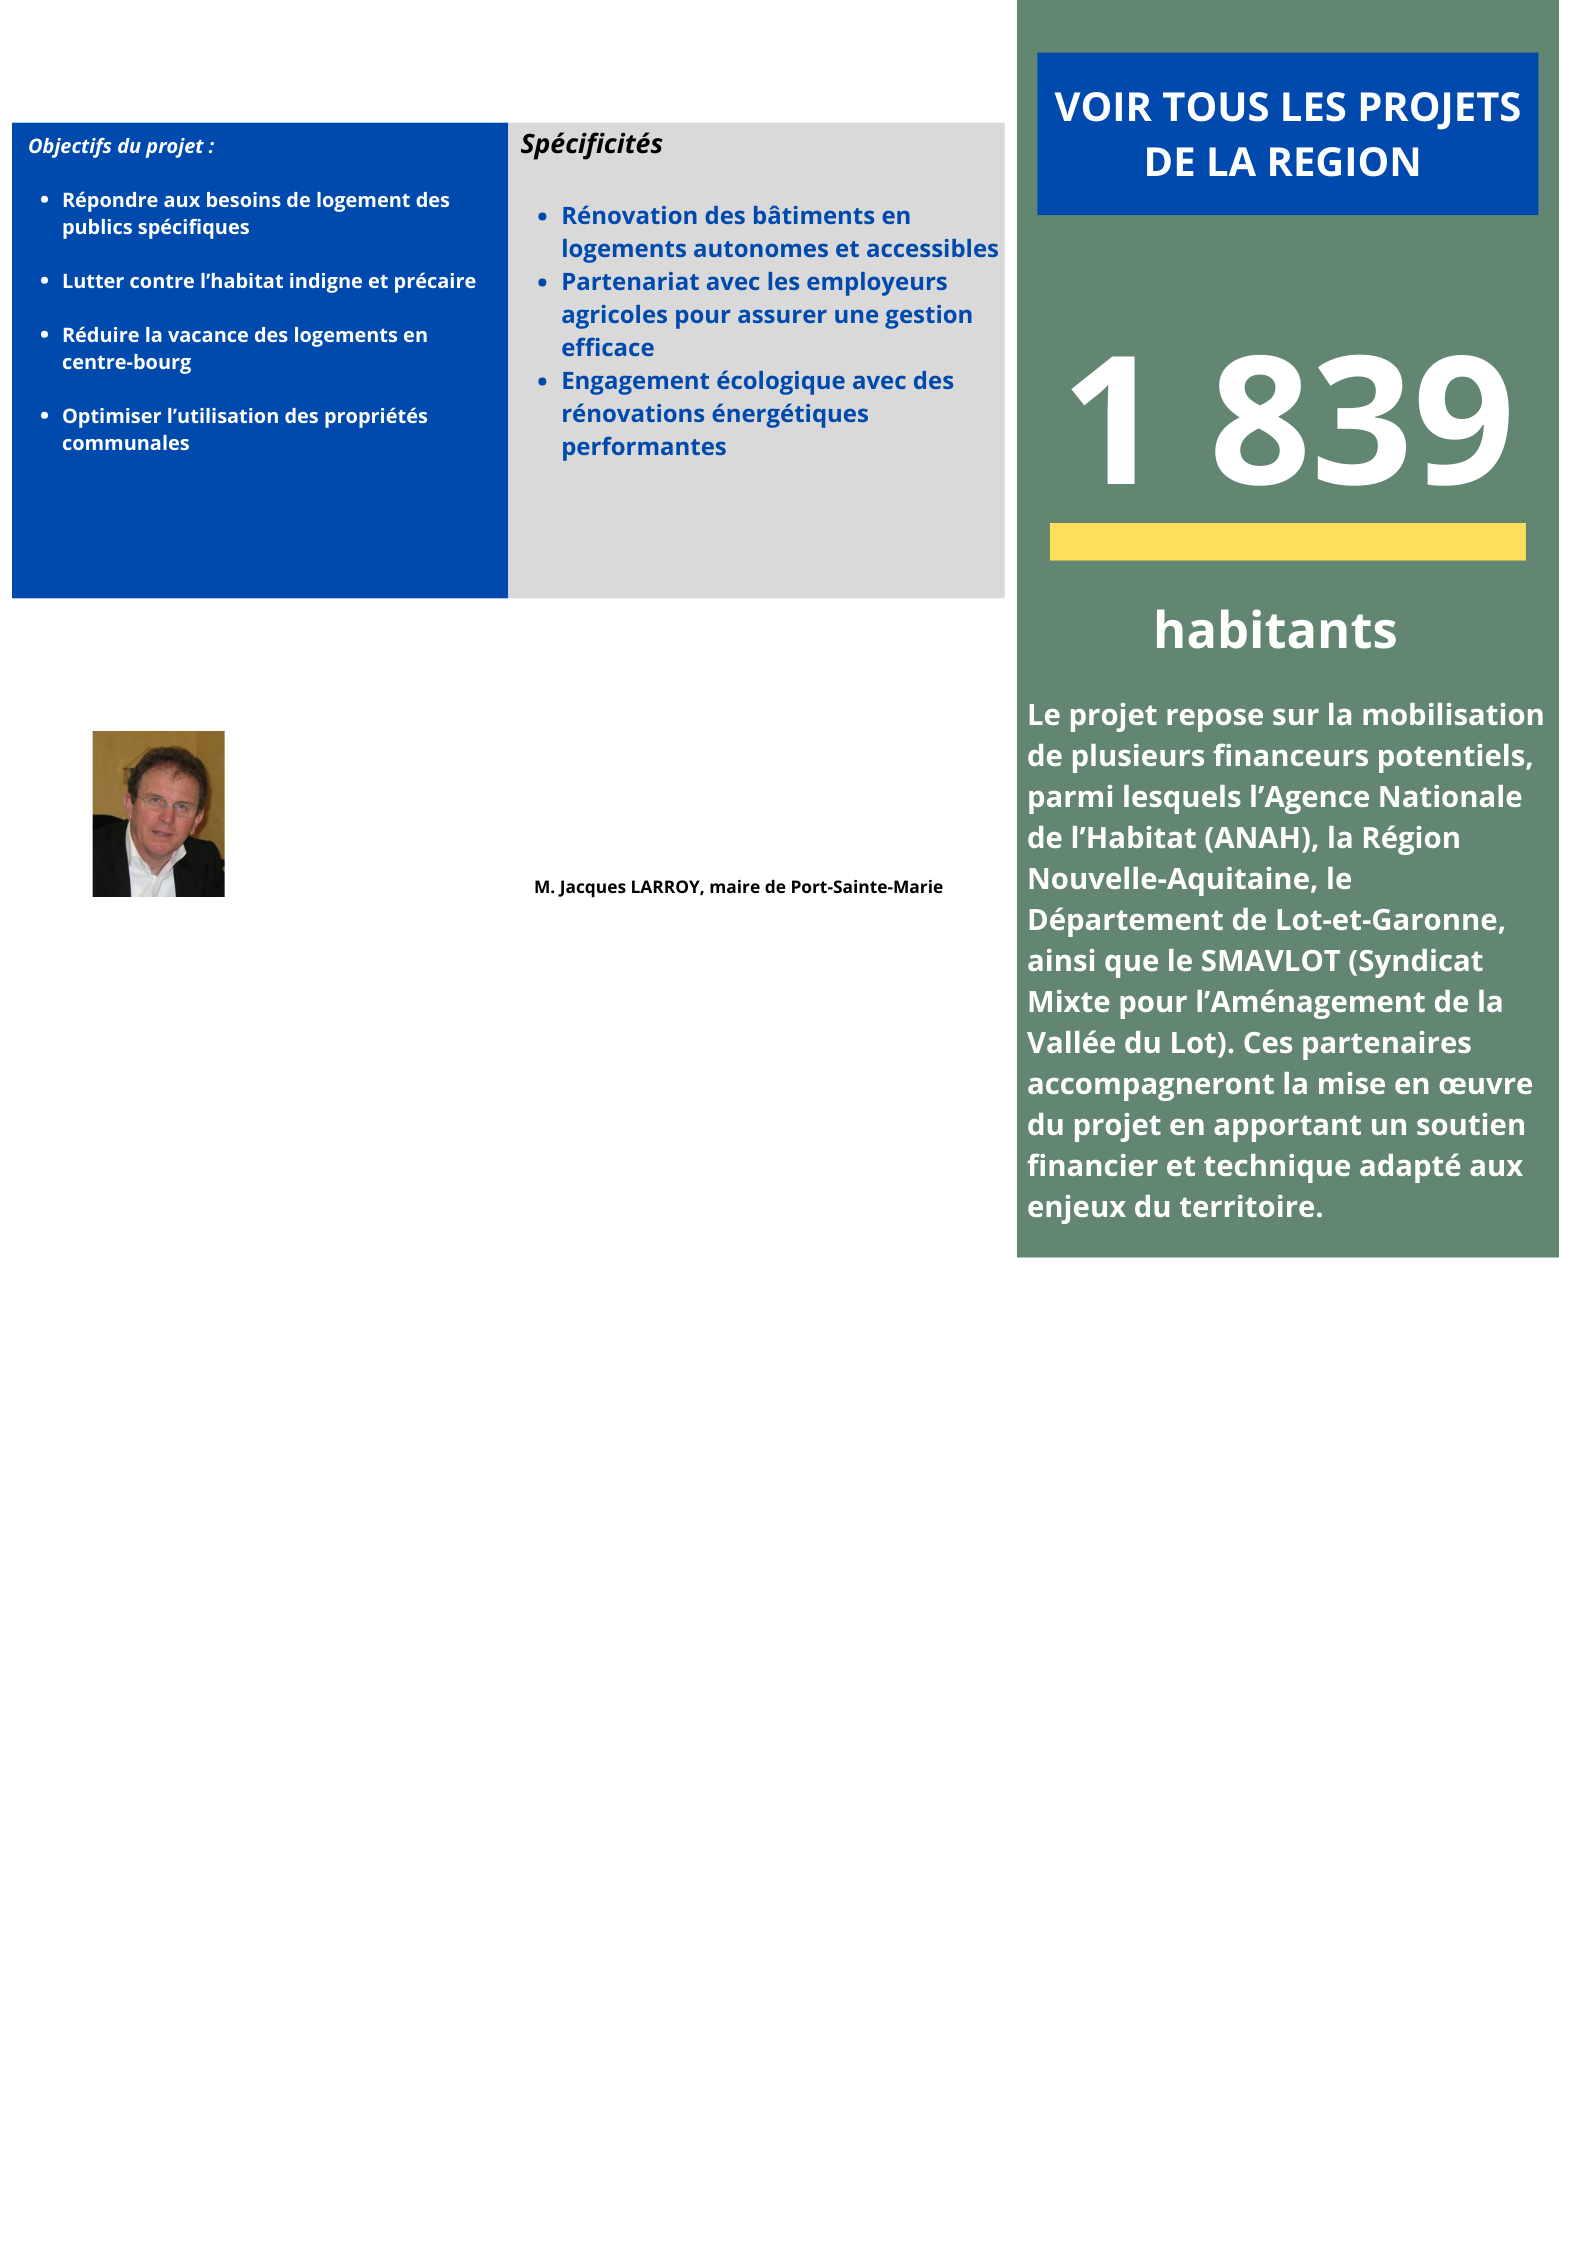 Objectifs du projet :
Répondre aux besoins de logement des
publics spécifiques
Lutter contre l’habitat indigne et précaire
Réduire la vacance des logements en
centre-bourg
Optimiser l’utilisation des propriétés
communales
Spécificités
Rénovation des bâtiments en
logements autonomes et accessibles
Partenariat avec les employeurs
agricoles pour assurer une gestion
efficace
Engagement écologique avec des
rénovations énergétiques
performantes
M. Jacques LARROY, maire de Port-Sainte-Marie
VOIR TOUS LES PROJETS
DE LA REGION
1 839
habitants
Le projet repose sur la mobilisation
de plusieurs financeurs potentiels,
parmi lesquels l’Agence Nationale
de l’Habitat (ANAH), la Région
Nouvelle-Aquitaine, le
Département de Lot-et-Garonne,
ainsi que le SMAVLOT (Syndicat
Mixte pour l’Aménagement de la
Vallée du Lot). Ces partenaires
accompagneront la mise en œuvre
du projet en apportant un soutien
financier et technique adapté aux
enjeux du territoire.